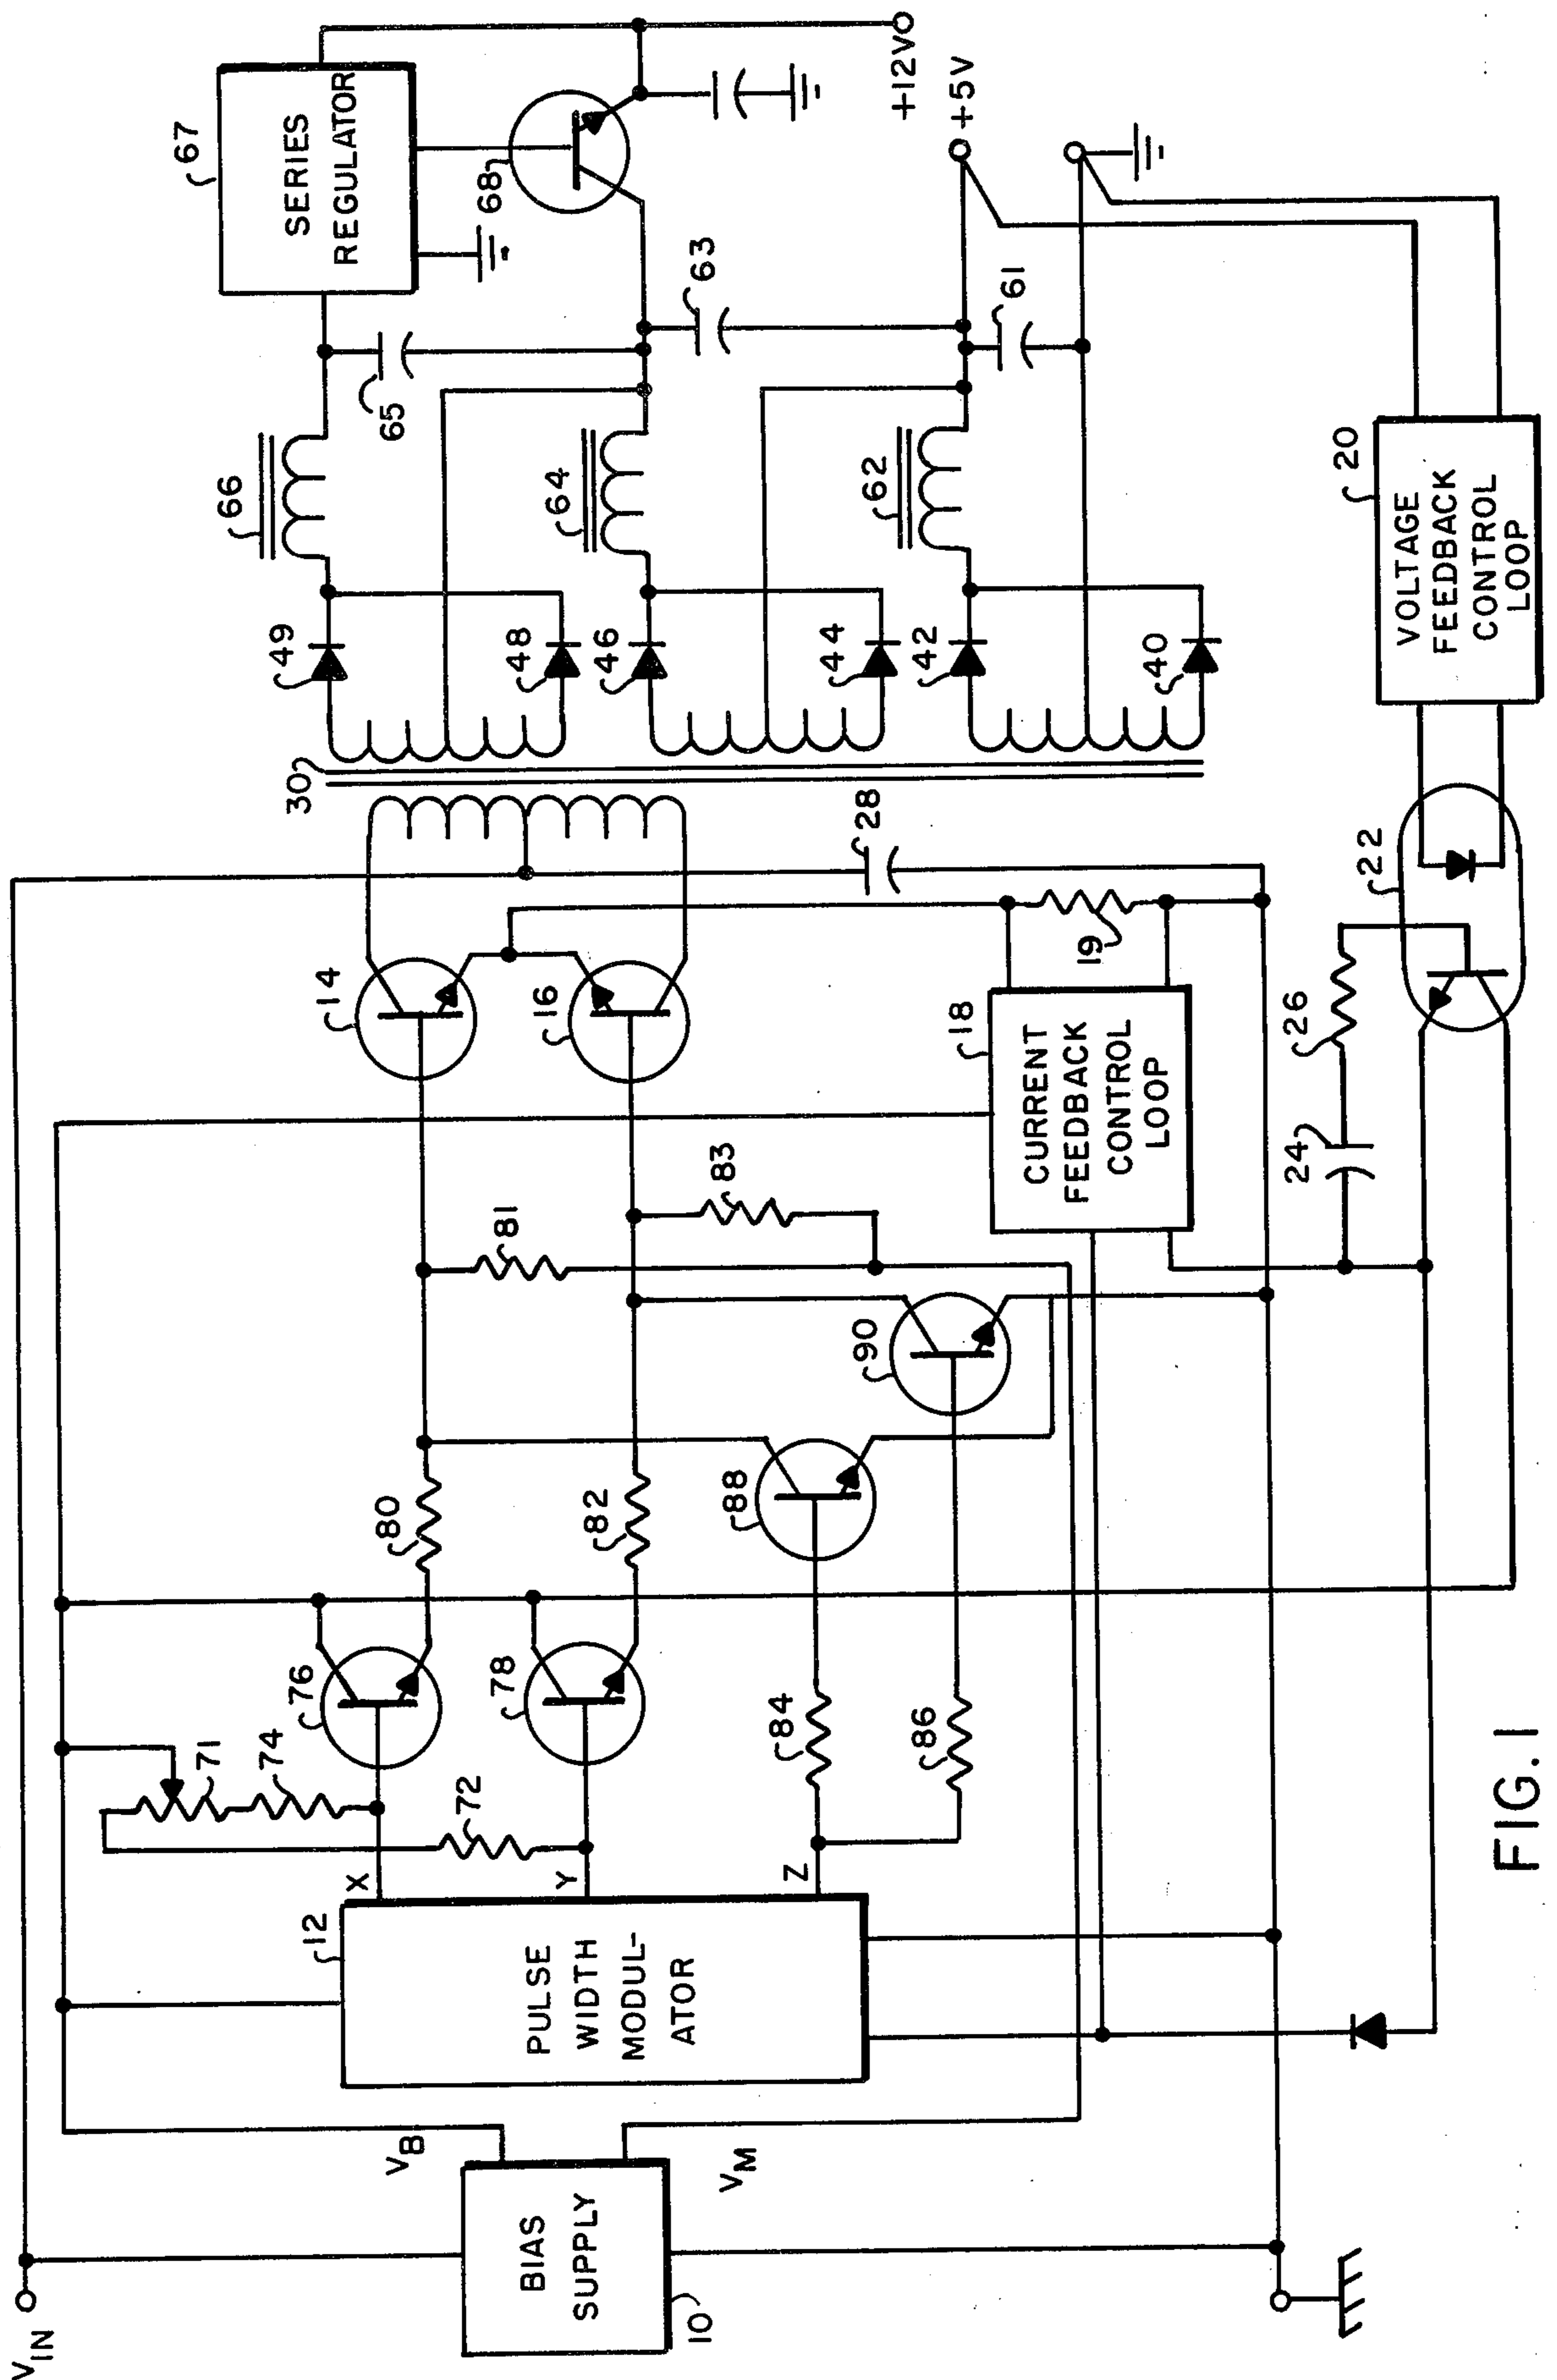 V_IN
10
BIAS
SUPPLY
V_B
V_M
12
PULSE
WIDTH
MODUL-
ATOR
X
Y
Z
71
74
72
76
78
80
82
84
86
88
90
81
83
14
16
18
CURRENT
FEEDBACK
CONTROL
LOOP
19
28
30
24
26
22
20
VOLTAGE
FEEDBACK
CONTROL
LOOP
49
48
46
44
42
40
66
64
62
65
63
61
67
SERIES
REGULATOR
68
+12V
+5V
FIG. 1